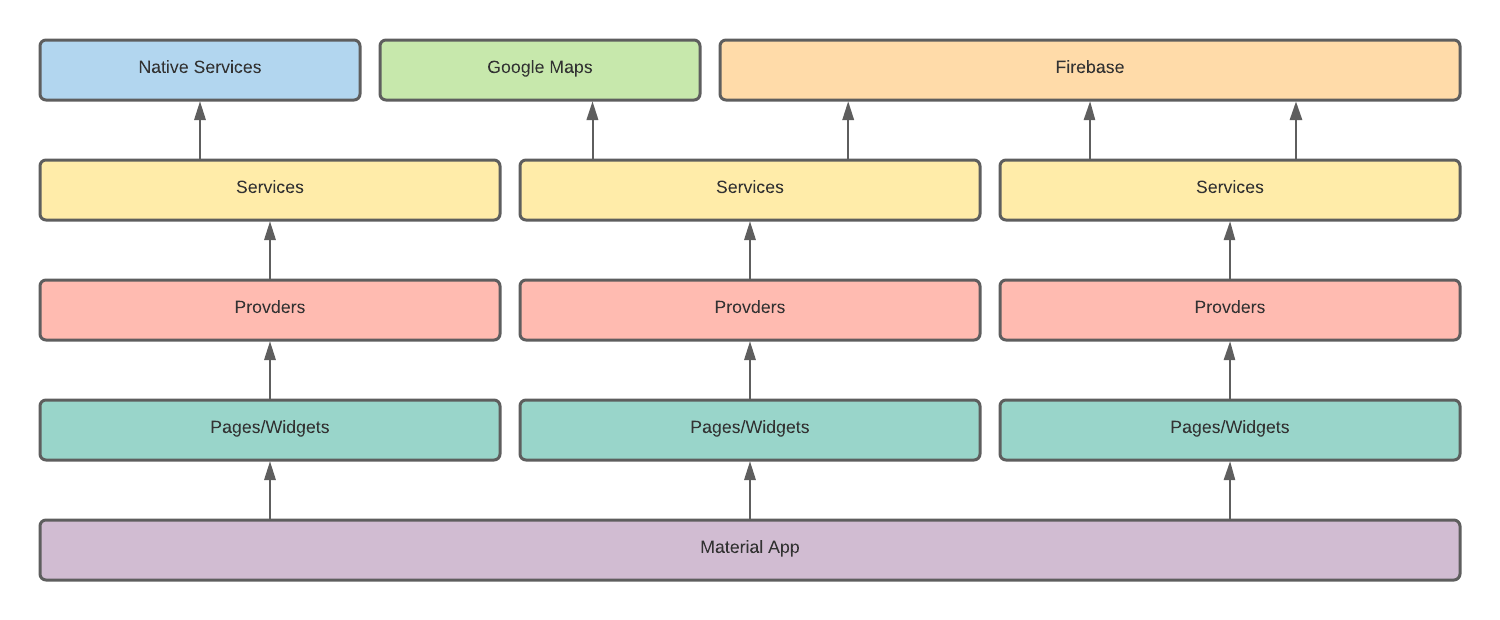 Native Services
Google Maps
Firebase
Services
Services
Services
Provders
Provders
Provders
Pages/Widgets
Pages/Widgets
Pages/Widgets
Material App